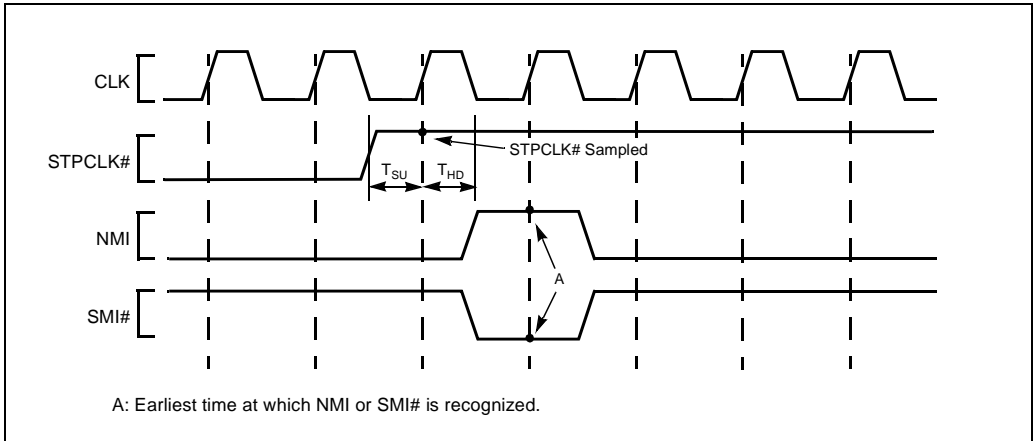 CLK
STPCLK#
STPCLK# Sampled
TSU
THD
NMI
A
SMI#
A: Earliest time at which NMI or SMI# is recognized.